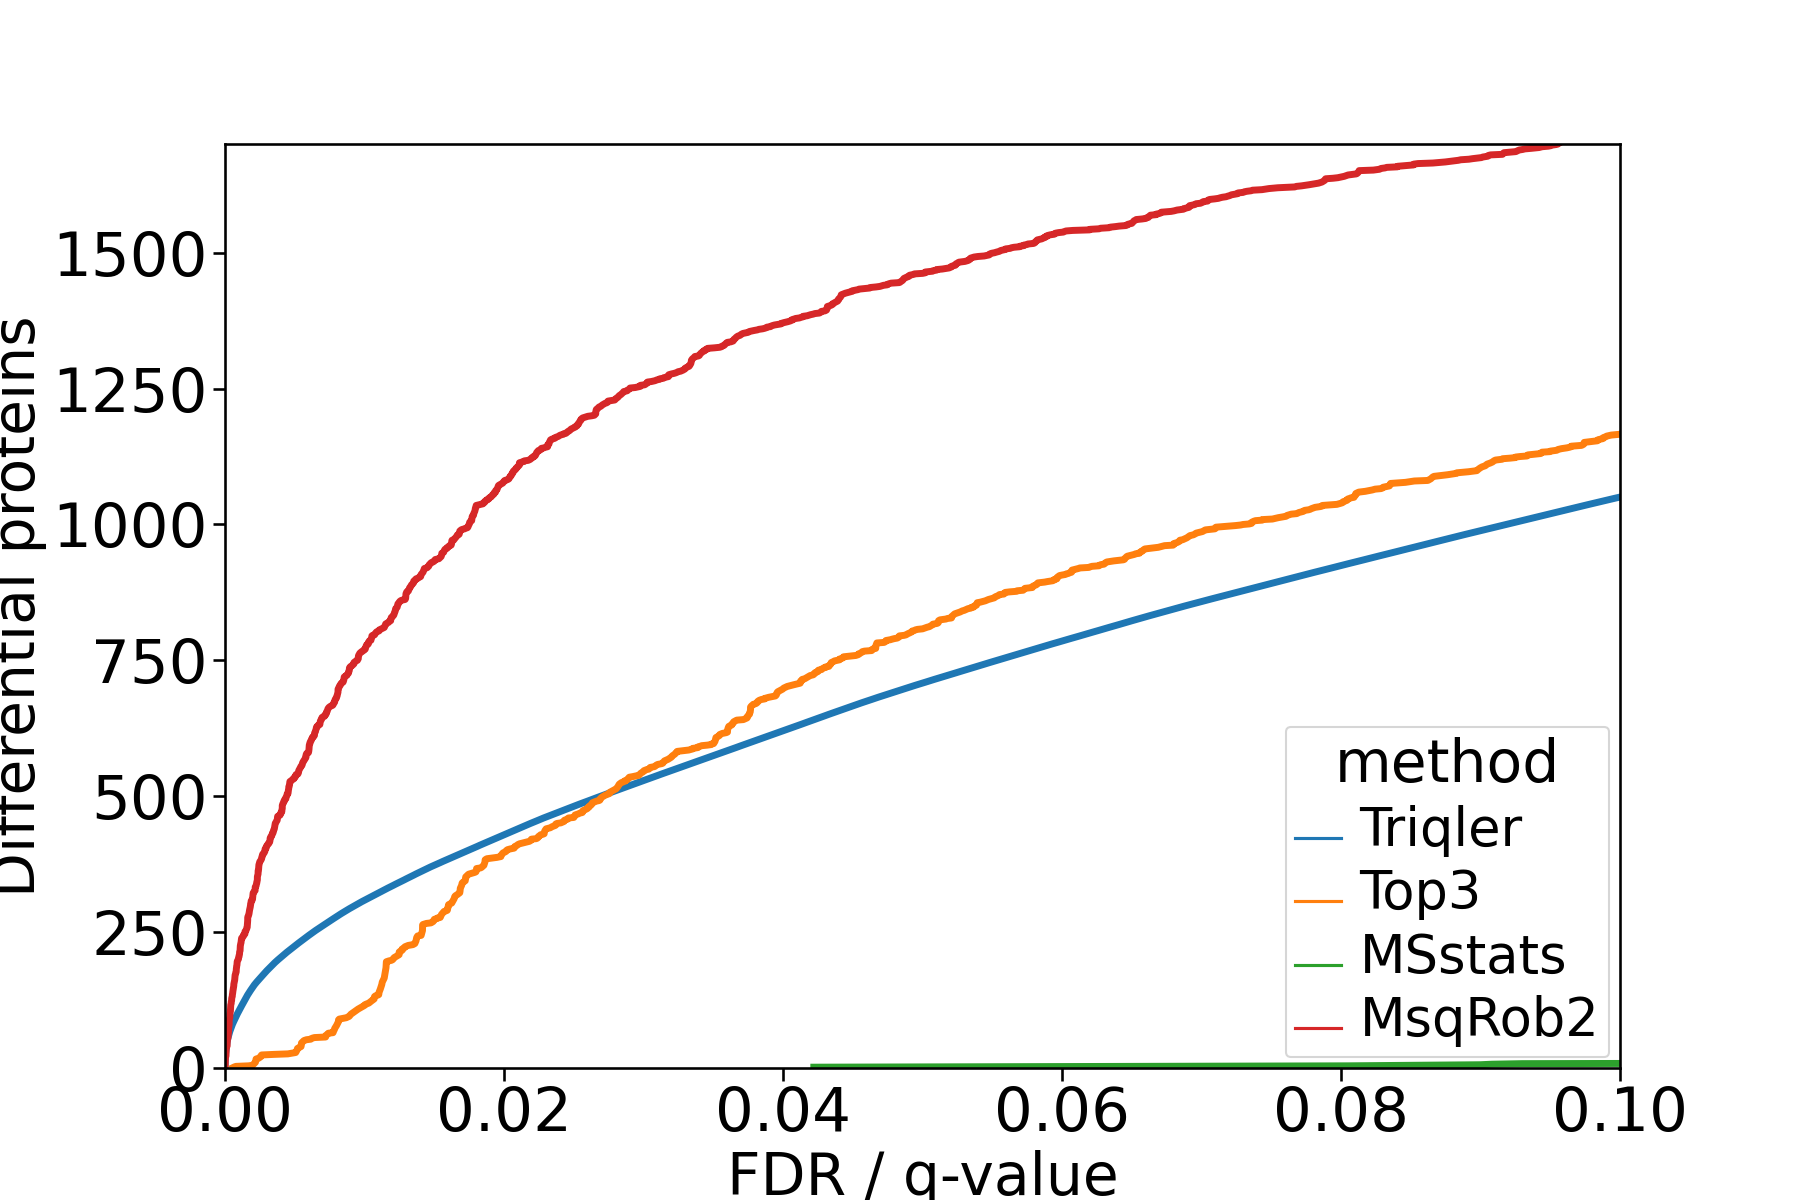 Differential proteins
1500
1250
1000
750
500
250
0
0.00 0.02 0.04 0.06 0.08 0.10
FDR / q-value
method
Triqler
Top3
MSstats
MsqRob2